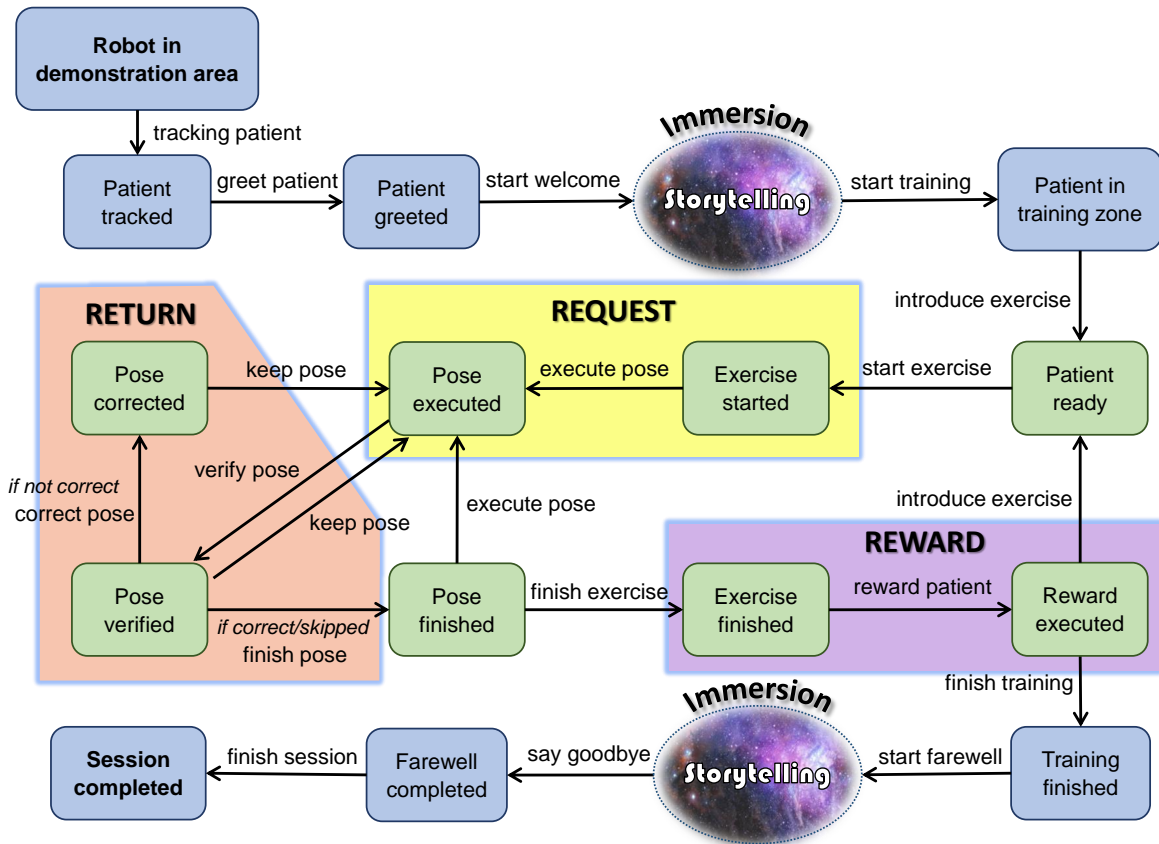 Robot in
demonstration area
tracking patient
Immersion
Storytelling
Patient
tracked
greet patient
Patient
greeted
start welcome
start training
Patient in
training zone
introduce exercise
RETURN
REQUEST
Pose
corrected
keep pose
Pose
executed
execute pose
Exercise
started
start exercise
Patient
ready
if not correct
correct pose
verify pose
keep pose
execute pose
introduce exercise
REWARD
Pose
verified
if correct/skipped
finish pose
Pose
finished
finish exercise
Exercise
finished
reward patient
Reward
executed
finish training
Immersion
Storytelling
Session
completed
finish session
Farewell
completed
say goodbye
start farewell
Training
finished